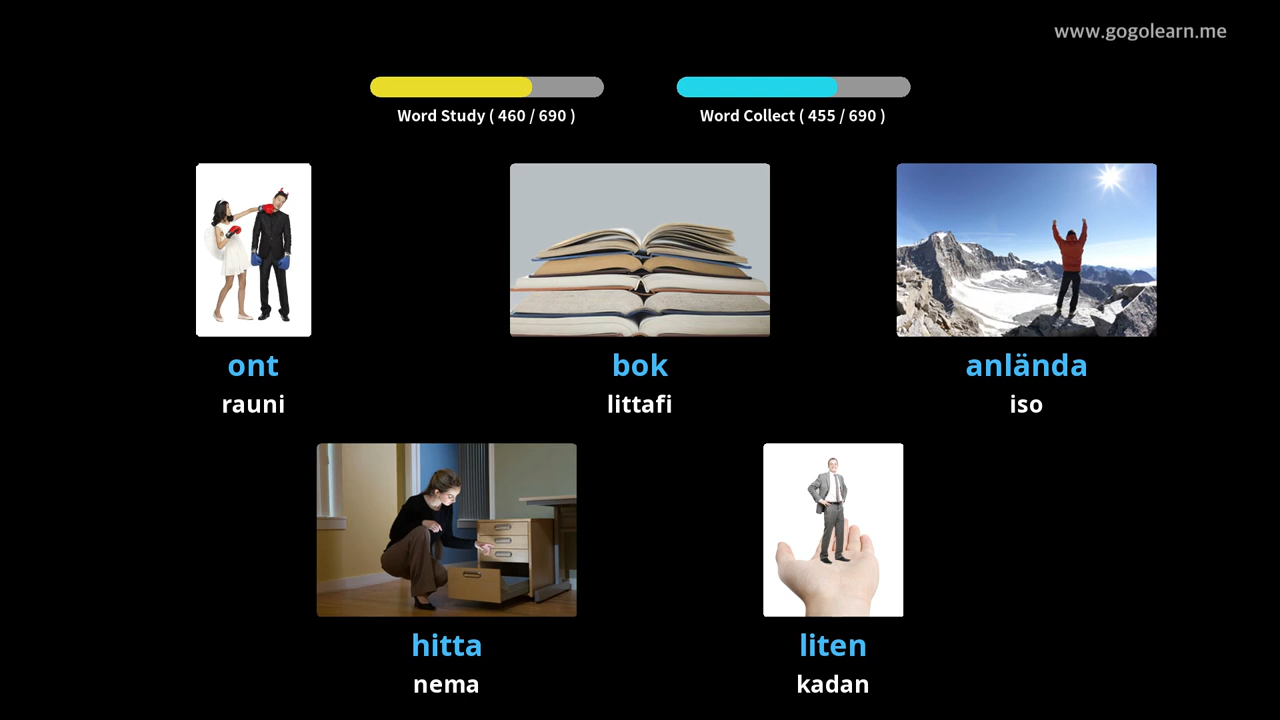 www.gogolearn.me
Word Study ( 460 / 690 )
Word Collect ( 455 / 690 )
ont
rauni
bok
littafi
anlända
iso
hitta
nema
liten
kadan